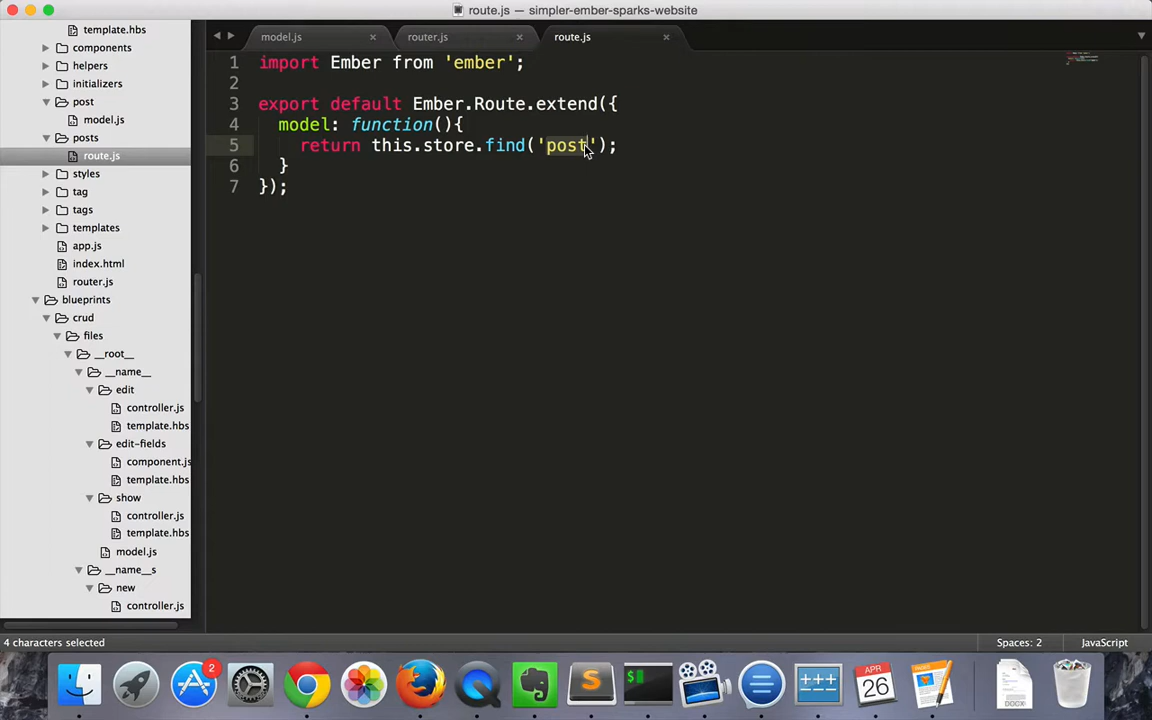 route.js — simpler-ember-sparks-website
model.js
router.js
route.js
template.hbs
components
helpers
initializers
post
model.js
posts
route.js
styles
tag
tags
templates
app.js
index.html
router.js
blueprints
crud
files
__root__
__name__
edit
controller.js
template.hbs
edit-fields
component.js
template.hbs
show
controller.js
template.hbs
model.js
__name__s
new
controller.js
1 import Ember from 'ember';
2
3 export default Ember.Route.extend({
4 model: function(){
5 return this.store.find('post');
6 }
7 });
4 characters selected
Spaces: 2
JavaScript
2
S
$
APR
26
DOCX